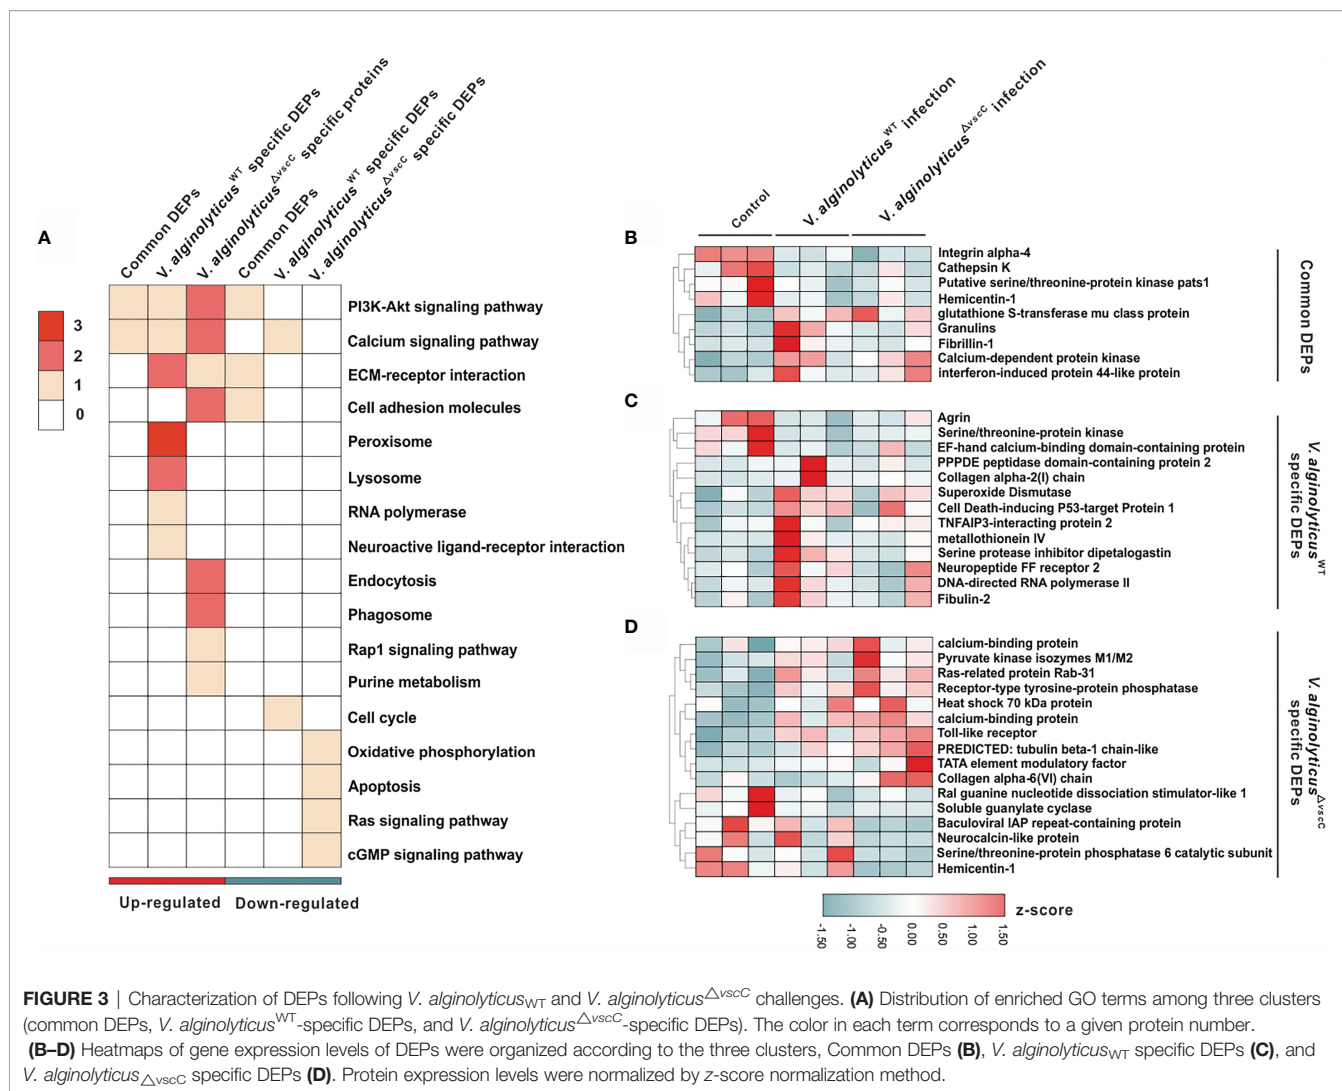 A
Common DEPs
V. alginolyticus^WT specific DEPs
V. alginolyticus^ΔvscC specific proteins
Common DEPs
V. alginolyticus^WT specific DEPs
V. alginolyticus^ΔvscC specific DEPs
3
2
1
0
PI3K-Akt signaling pathway
Calcium signaling pathway
ECM-receptor interaction
Cell adhesion molecules
Peroxisome
Lysosome
RNA polymerase
Neuroactive ligand-receptor interaction
Endocytosis
Phagosome
Rap1 signaling pathway
Purine metabolism
Cell cycle
Oxidative phosphorylation
Apoptosis
Ras signaling pathway
cGMP signaling pathway
Up-regulated
Down-regulated
Control
V. alginolyticus^WT infection
V. alginolyticus^ΔvscC infection
B
Integrin alpha-4
Cathepsin K
Putative serine/threonine-protein kinase pats1
Hemicentin-1
glutathione S-transferase mu class protein
Granulins
Fibrillin-1
Calcium-dependent protein kinase
interferon-induced protein 44-like protein
Common DEPs
C
Agrin
Serine/threonine-protein kinase
EF-hand calcium-binding domain-containing protein
PPPDE peptidase domain-containing protein 2
Collagen alpha-2(I) chain
Superoxide Dismutase
Cell Death-inducing P53-target Protein 1
TNFAIP3-interacting protein 2
metallothionein IV
Serine protease inhibitor dipetalogastin
Neuropeptide FF receptor 2
DNA-directed RNA polymerase II
Fibulin-2
V. alginolyticus^WT
specific DEPs
D
calcium-binding protein
Pyruvate kinase isozymes M1/M2
Ras-related protein Rab-31
Receptor-type tyrosine-protein phosphatase
Heat shock 70 kDa protein
calcium-binding protein
Toll-like receptor
PREDICTED: tubulin beta-1 chain-like
TATA element modulatory factor
Collagen alpha-6(VI) chain
Ral guanine nucleotide dissociation stimulator-like 1
Soluble guanylate cyclase
Baculoviral IAP repeat-containing protein
Neurocalcin-like protein
Serine/threonine-protein phosphatase 6 catalytic subunit
Hemicentin-1
V. alginolyticus^ΔvscC
specific DEPs
z-score
-1.50
-1.00
-0.50
0.00
0.50
1.00
1.50
FIGURE 3 | Characterization of DEPs following V. alginolyticus_WT and V. alginolyticus^△vscC challenges. (A) Distribution of enriched GO terms among three clusters
(common DEPs, V. alginolyticus^WT-specific DEPs, and V. alginolyticus^△vscC-specific DEPs). The color in each term corresponds to a given protein number.
(B–D) Heatmaps of gene expression levels of DEPs were organized according to the three clusters, Common DEPs (B), V. alginolyticus_WT specific DEPs (C), and
V. alginolyticus_△vscC specific DEPs (D). Protein expression levels were normalized by z-score normalization method.